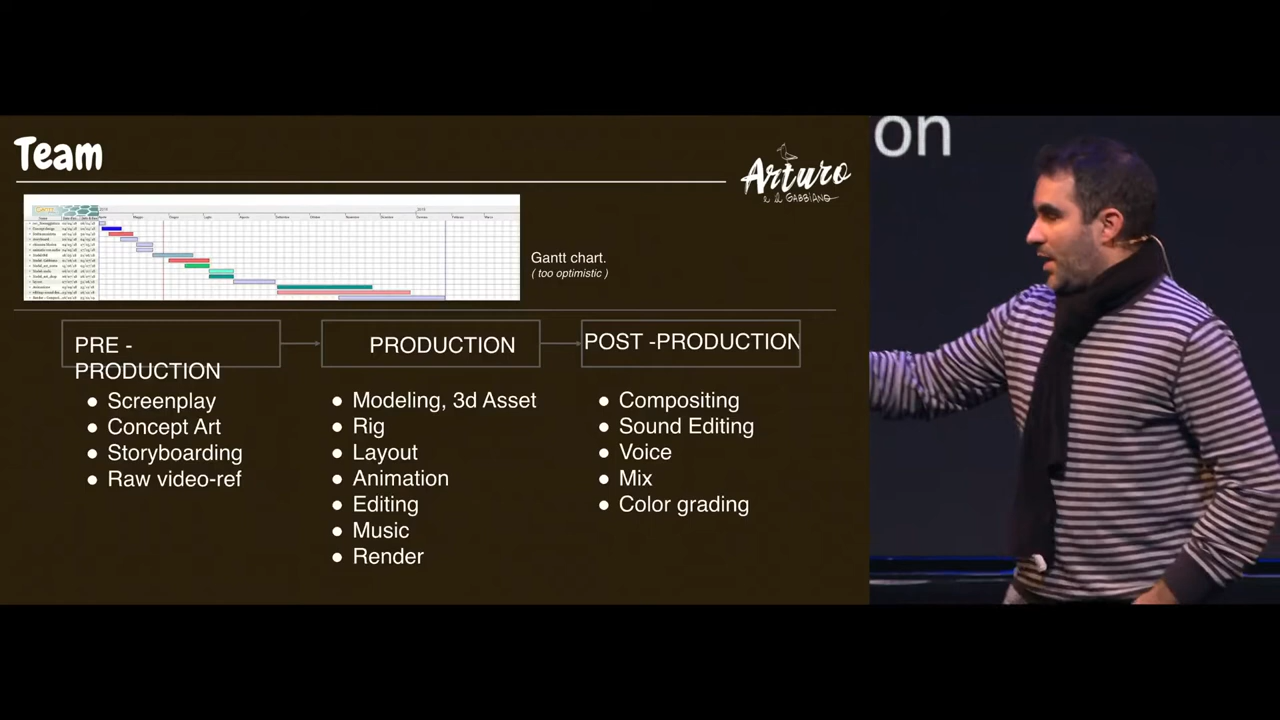 Team
Arturo
e il GABBIANO
on
Gantt chart.
( too optimistic )
PRE -
PRODUCTION
PRODUCTION
POST -PRODUCTION
● Screenplay
● Concept Art
● Storyboarding
● Raw video-ref
● Modeling, 3d Asset
● Rig
● Layout
● Animation
● Editing
● Music
● Render
● Compositing
● Sound Editing
● Voice
● Mix
● Color grading